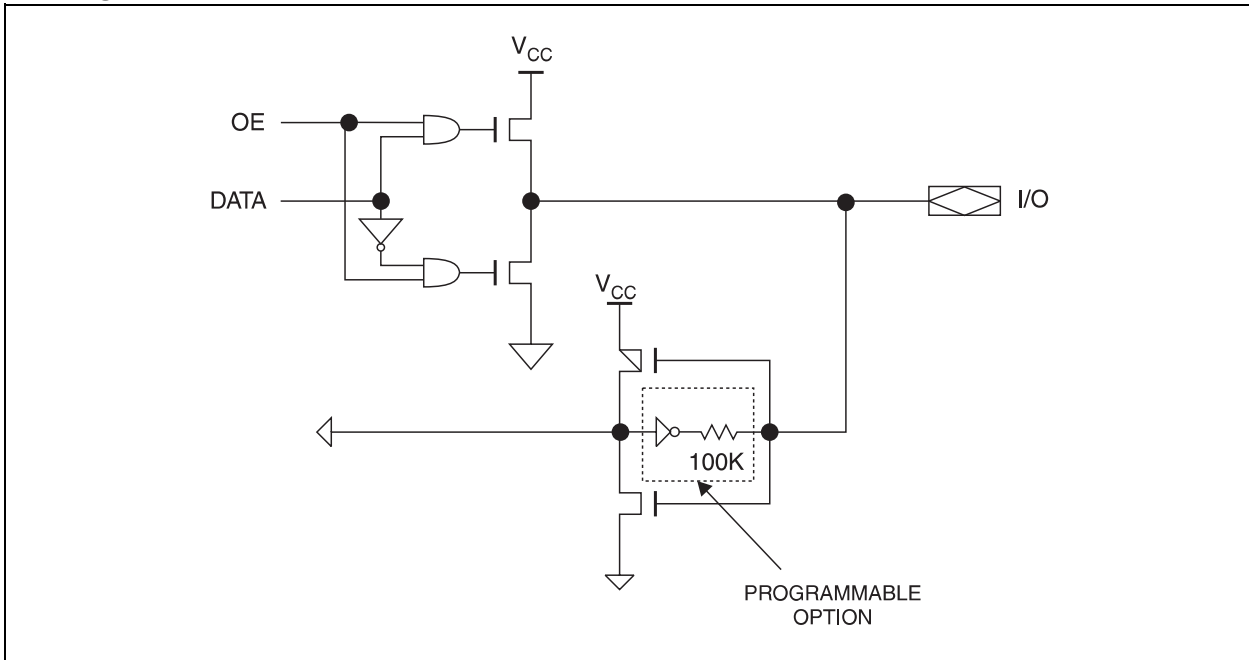 VCC
OE
DATA
I/O
VCC
100K
PROGRAMMABLE
OPTION